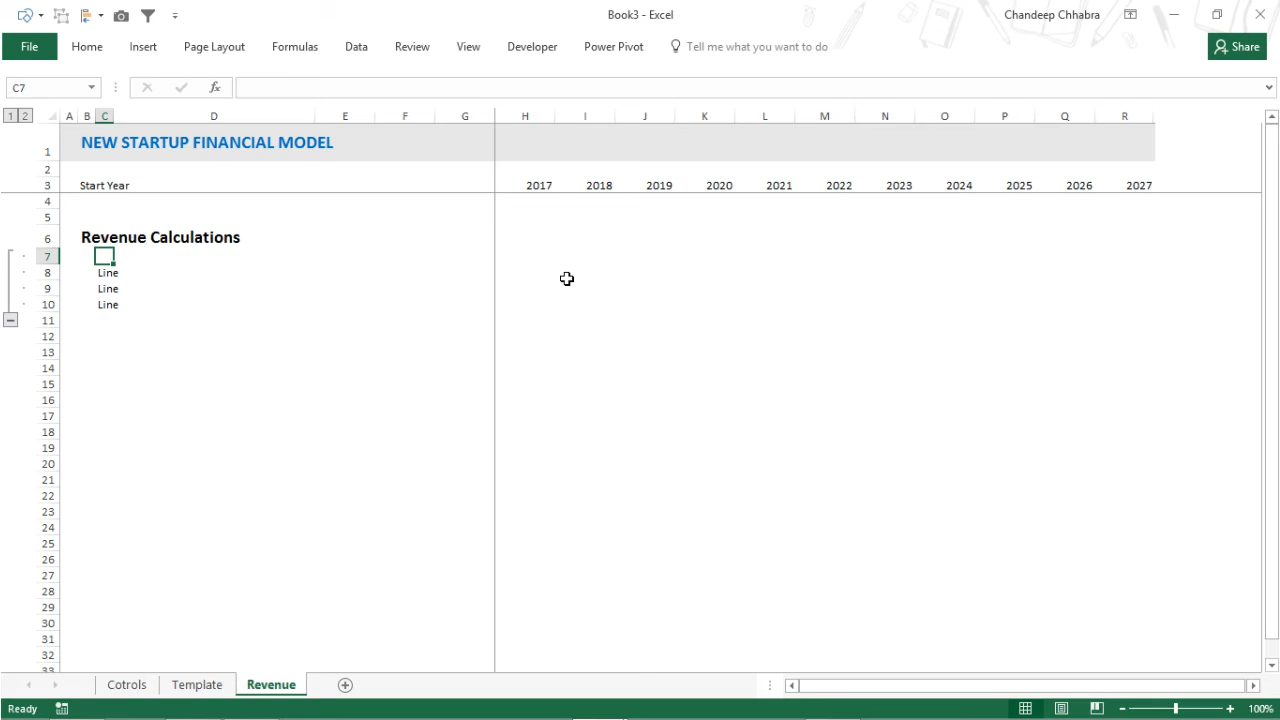 Book3 - Excel
Chandeep Chhabra
File Home Insert Page Layout Formulas Data Review View Developer Power Pivot Tell me what you want to do Share
C7 fx
1 2 A B C D E F G H I J K L M N O P Q R
1 NEW STARTUP FINANCIAL MODEL
2
3 Start Year 2017 2018 2019 2020 2021 2022 2023 2024 2025 2026 2027
4
5
6 Revenue Calculations
7
8 Line
9 Line
10 Line
11
12
13
14
15
16
17
18
19
20
21
22
23
24
25
26
27
28
29
30
31
32
33
Cotrols Template Revenue
Ready 100%